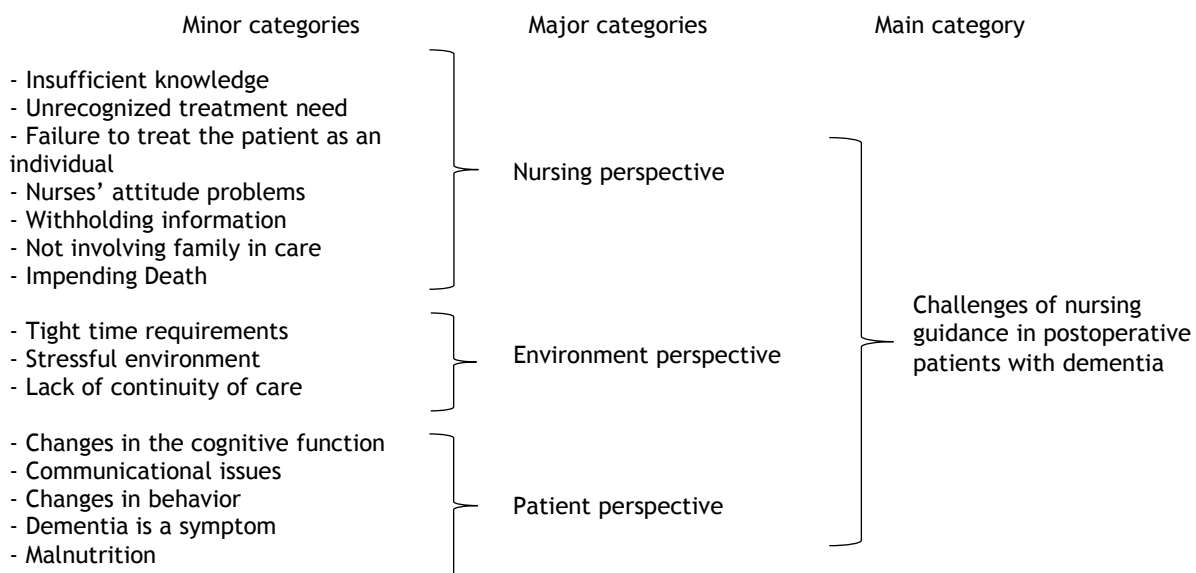 Minor categories
Major categories
Main category
- Insufficient knowledge
- Unrecognized treatment need
- Failure to treat the patient as an
individual
- Nurses’ attitude problems
- Withholding information
- Not involving family in care
- Impending Death
Nursing perspective
- Tight time requirements
- Stressful environment
- Lack of continuity of care
Environment perspective
- Changes in the cognitive function
- Communicational issues
- Changes in behavior
- Dementia is a symptom
- Malnutrition
Patient perspective
Challenges of nursing
guidance in postoperative
patients with dementia